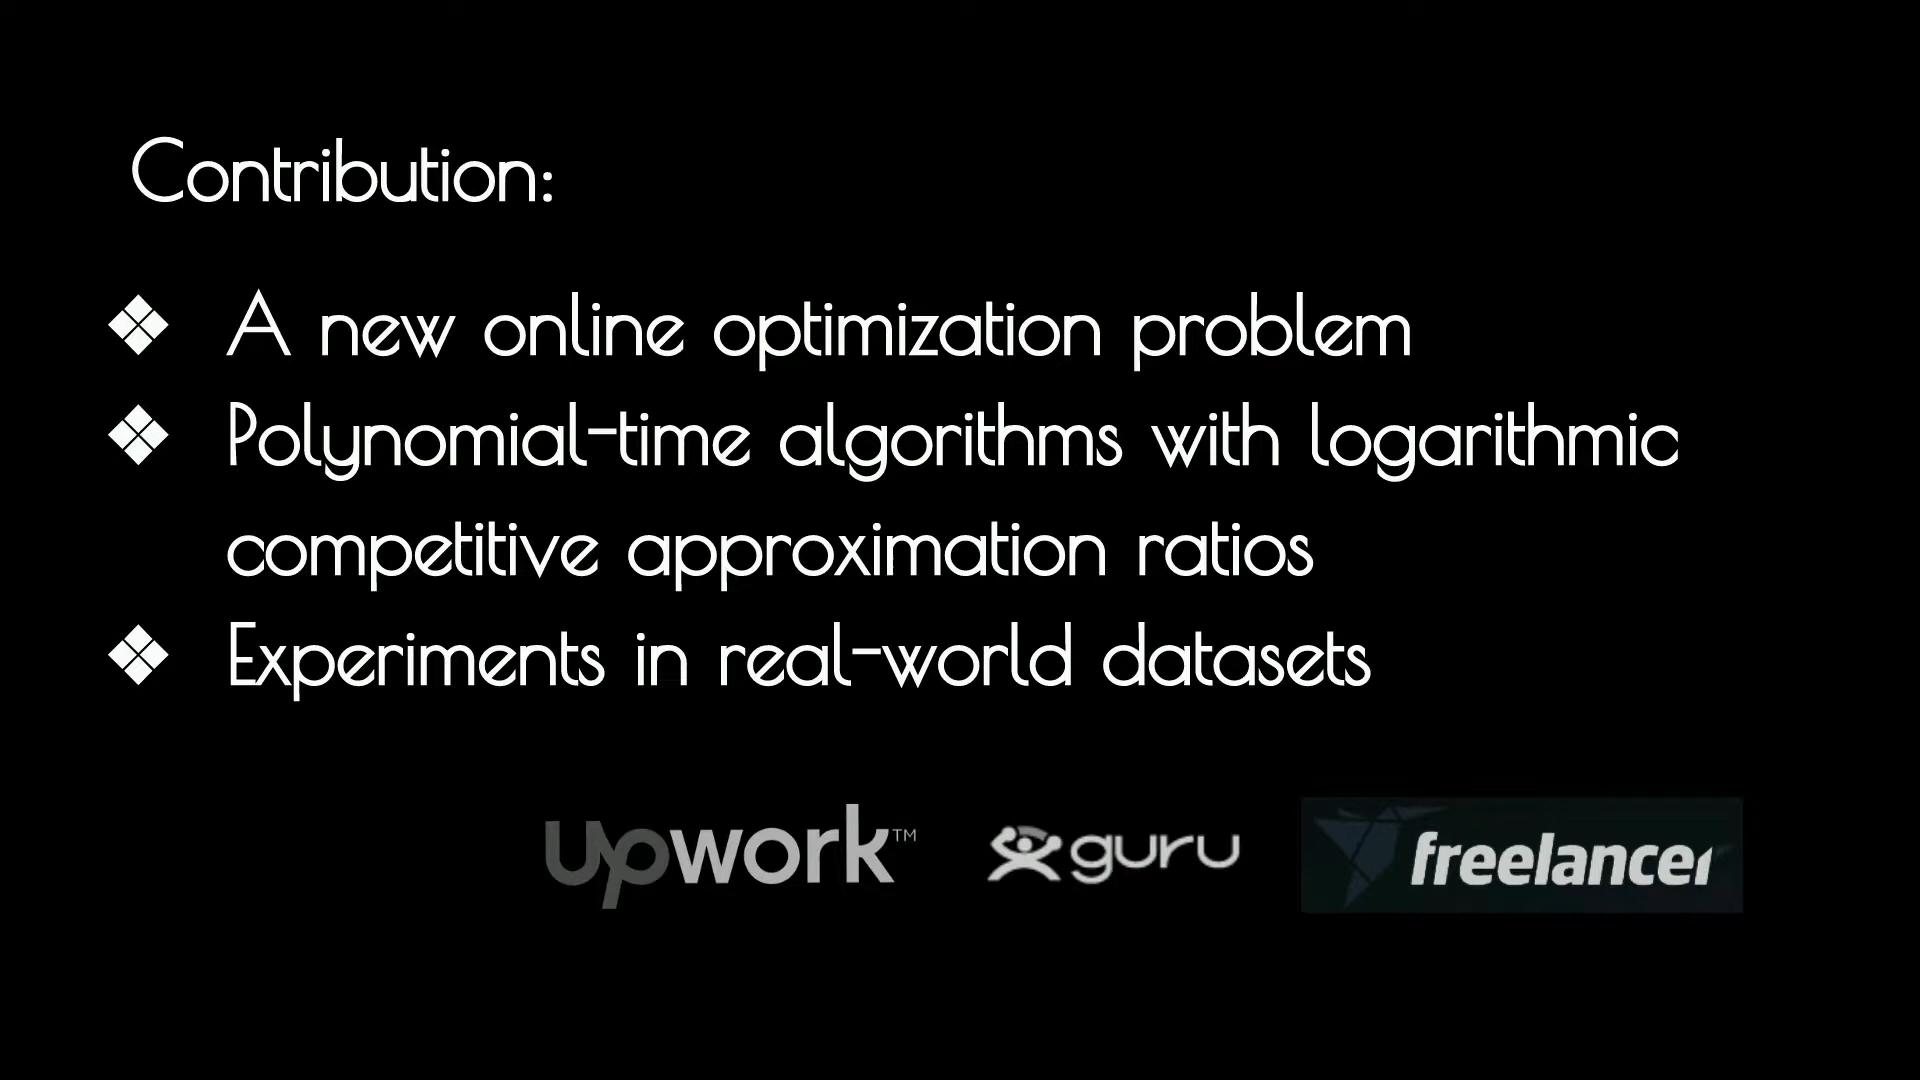 Contribution:
❖ A new online optimization problem
❖ Polynomial-time algorithms with logarithmic
competitive approximation ratios
❖ Experiments in real-world datasets
upwork™ guru freelancer